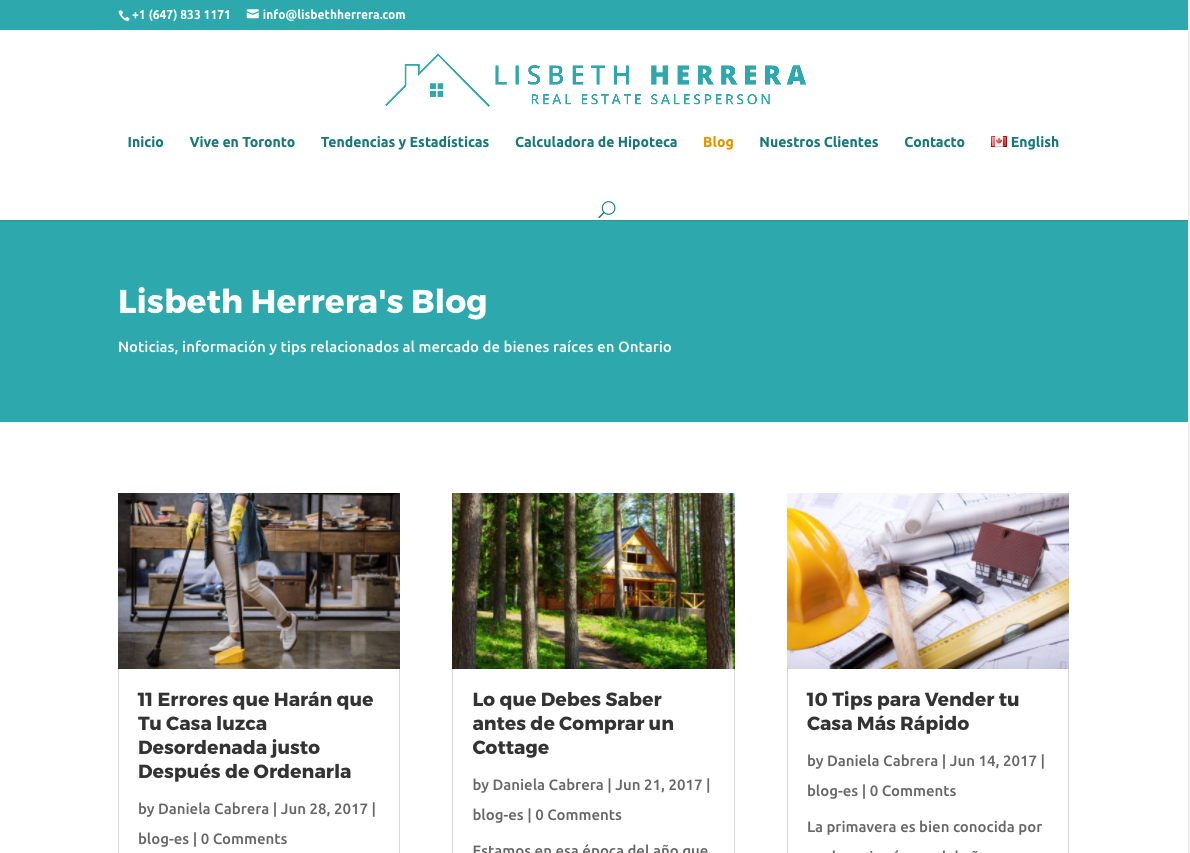 +1 (647) 833 1171 info@lisbethherrera.com
LISBETH HERRERA
REAL ESTATE SALESPERSON
Inicio Vive en Toronto Tendencias y Estadísticas Calculadora de Hipoteca Blog Nuestros Clientes Contacto English
Lisbeth Herrera's Blog
Noticias, información y tips relacionados al mercado de bienes raíces en Ontario
11 Errores que Harán que
Tu Casa luzca
Desordenada justo
Después de Ordenarla
by Daniela Cabrera | Jun 28, 2017 |
blog-es | 0 Comments
Lo que Debes Saber
antes de Comprar un
Cottage
by Daniela Cabrera | Jun 21, 2017 |
blog-es | 0 Comments
Estamos en esa época del año que
10 Tips para Vender tu
Casa Más Rápido
by Daniela Cabrera | Jun 14, 2017 |
blog-es | 0 Comments
La primavera es bien conocida por